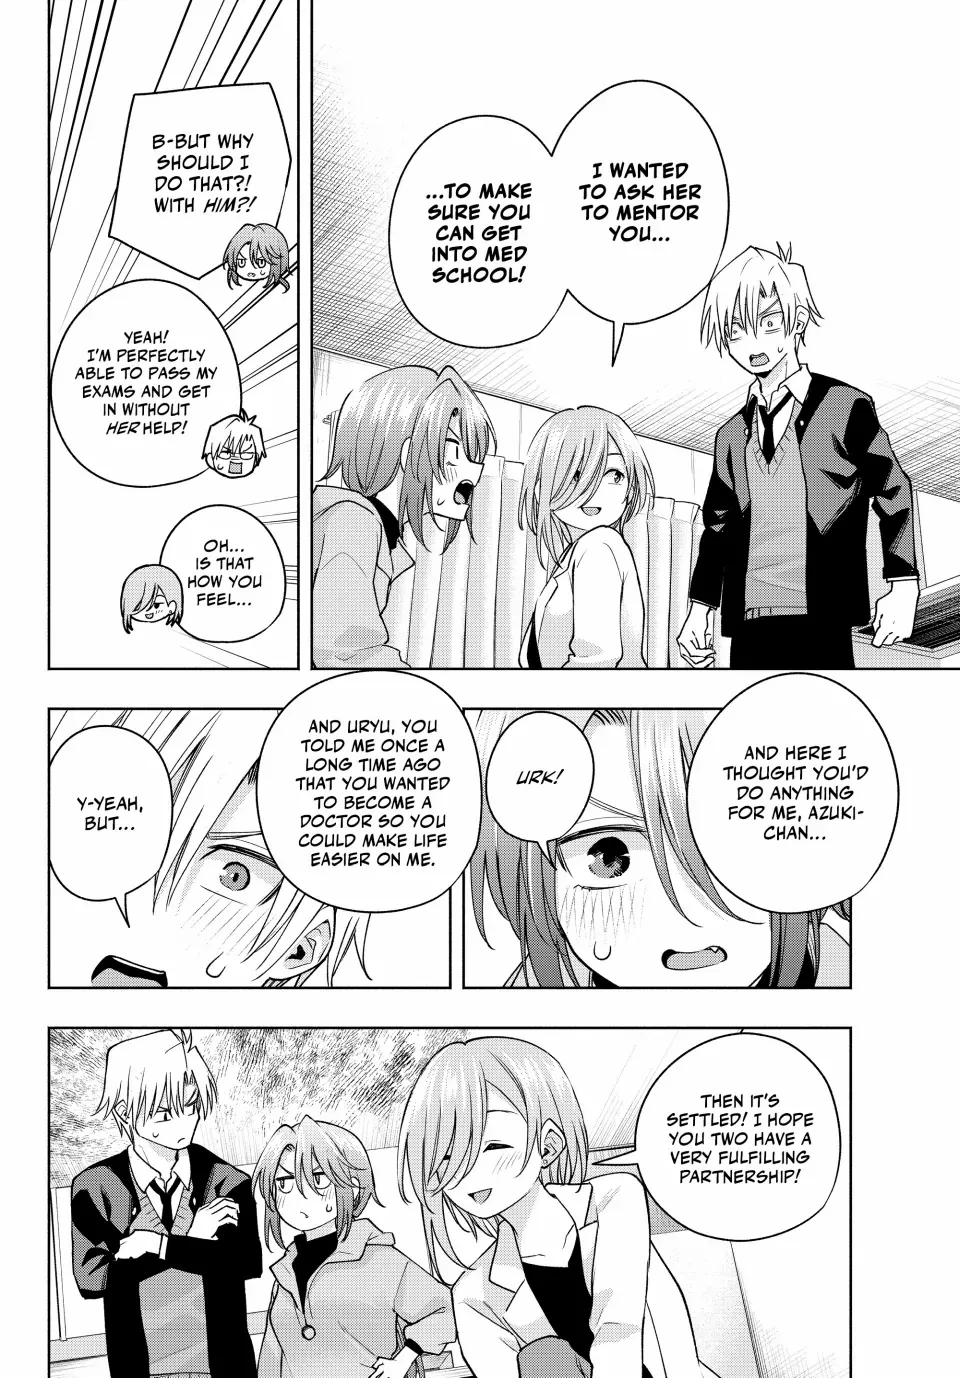 I WANTED
TO ASK HER
TO MENTOR
YOU...
...TO MAKE
SURE YOU
CAN GET
INTO MED
SCHOOL!
B-BUT WHY
SHOULD I
DO THAT?!
WITH HIM?!
YEAH!
I'M PERFECTLY
ABLE TO PASS MY
EXAMS AND GET
IN WITHOUT
HER HELP!
OH...
IS THAT
HOW YOU
FEEL...
AND HERE I
THOUGHT YOU'D
DO ANYTHING
FOR ME, AZUKI-
CHAN...
URK!
AND URYU, YOU
TOLD ME ONCE A
LONG TIME AGO
THAT YOU WANTED
TO BECOME A
DOCTOR SO YOU
COULD MAKE LIFE
EASIER ON ME.
Y-YEAH,
BUT...
THEN IT'S
SETTLED! I HOPE
YOU TWO HAVE A
VERY FULFILLING
PARTNERSHIP!